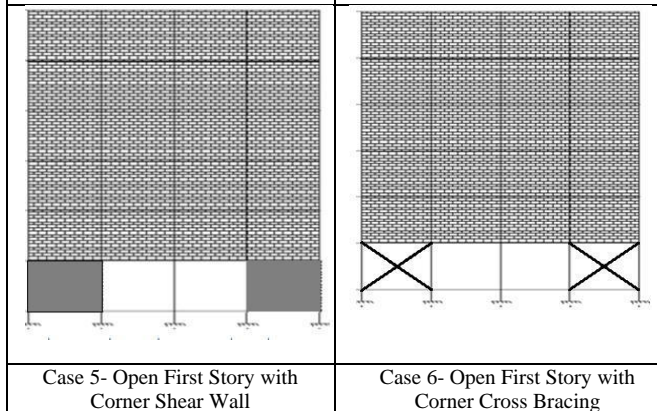 Case 5- Open First Story with
Corner Shear Wall
Case 6- Open First Story with
Corner Cross Bracing